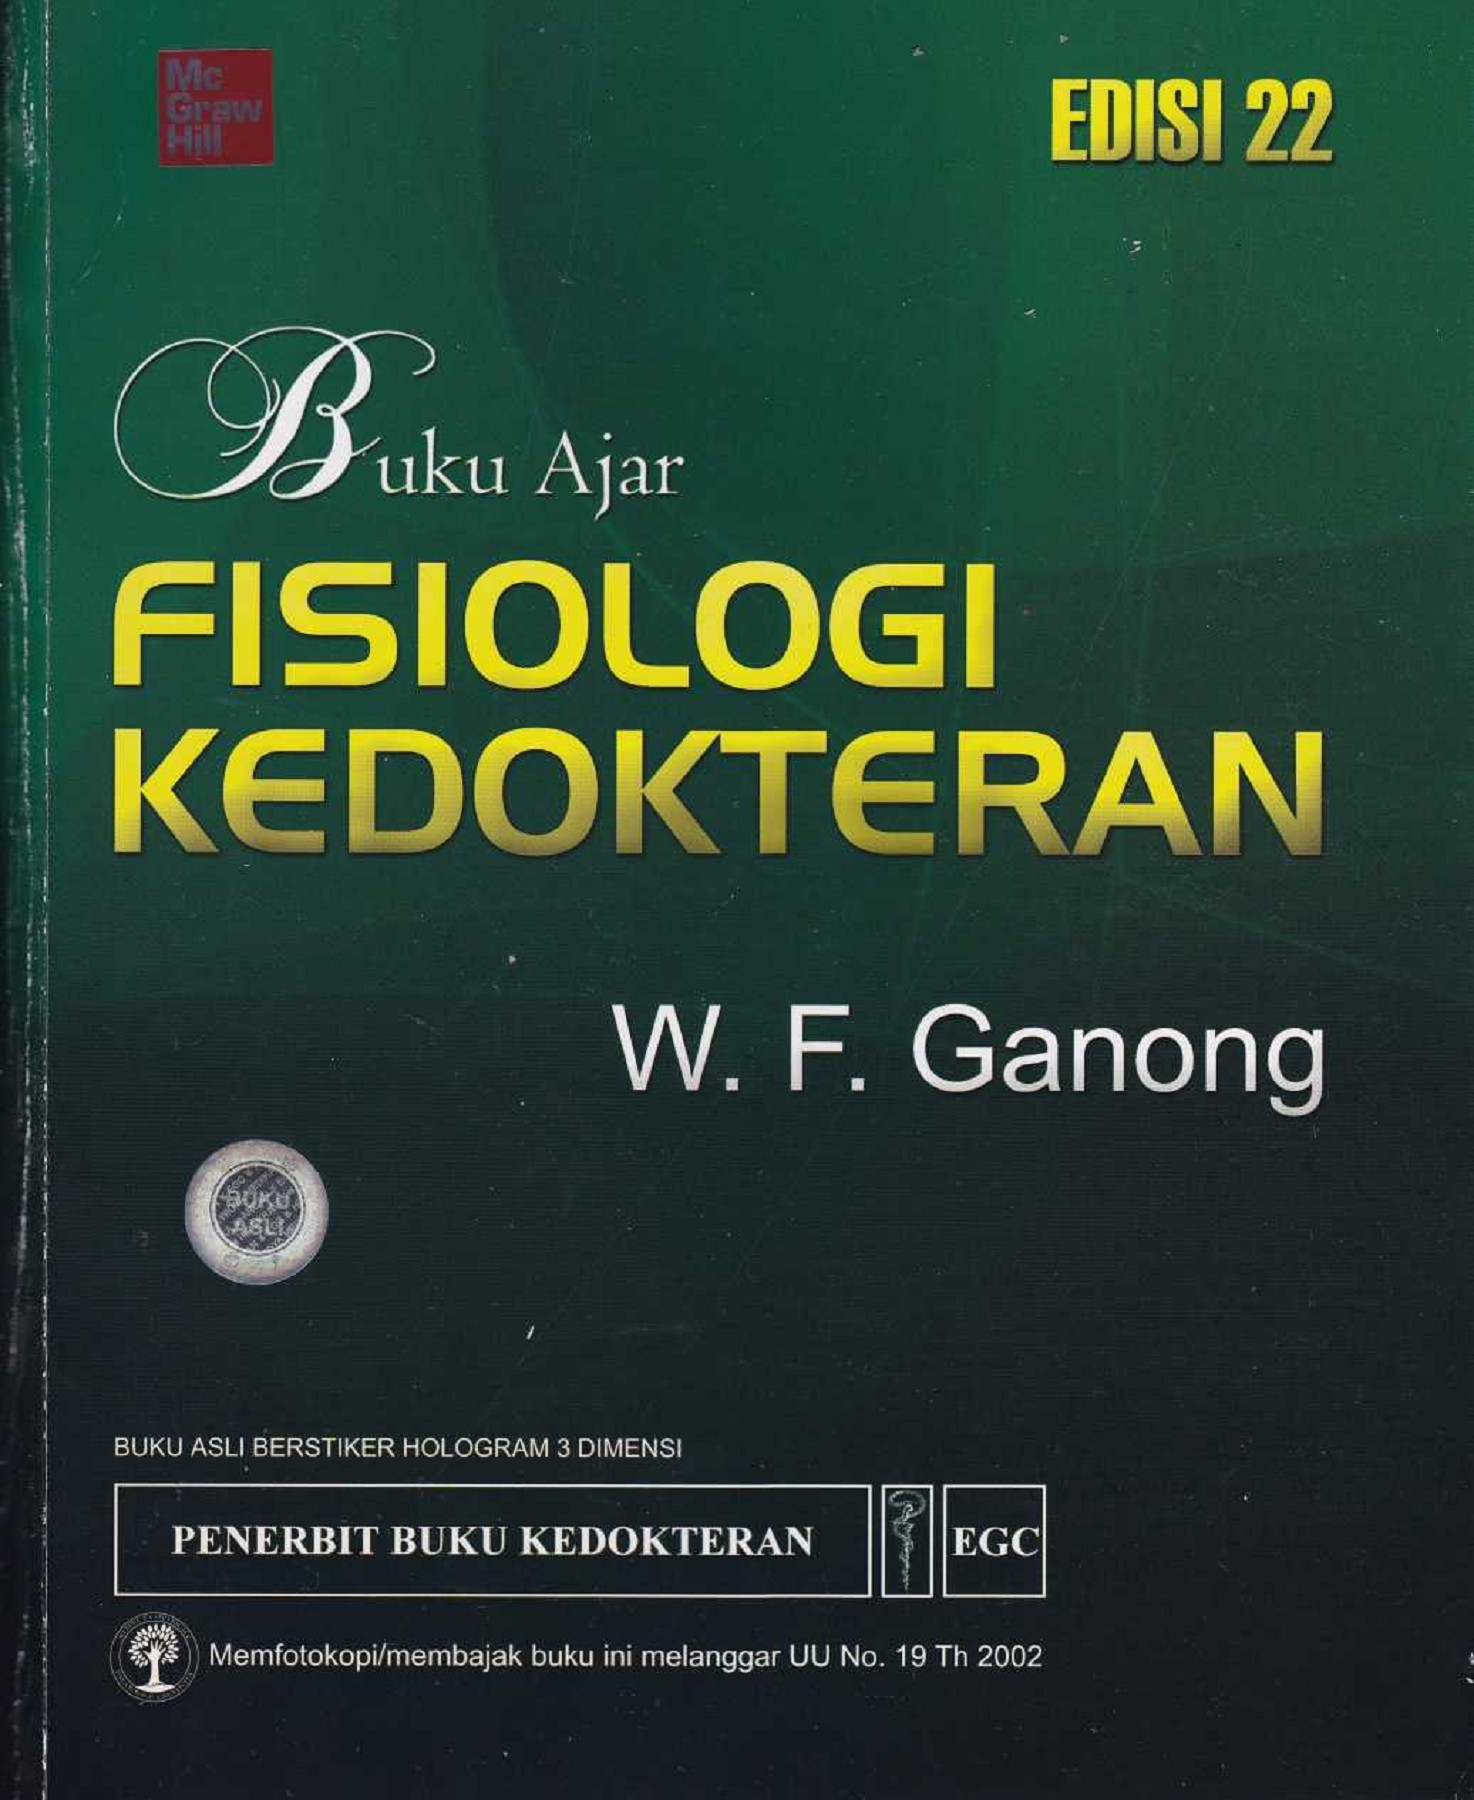 Mc
Graw
Hill
EDISI 22
Buku Ajar
FISIOLOGI
KEDOKTERAN
W. F. Ganong
BUKU
ASLI
BUKU ASLI BERSTIKER HOLOGRAM 3 DIMENSI
PENERBIT BUKU KEDOKTERAN
EGC
Memfotokopi/membajak buku ini melanggar UU No. 19 Th 2002